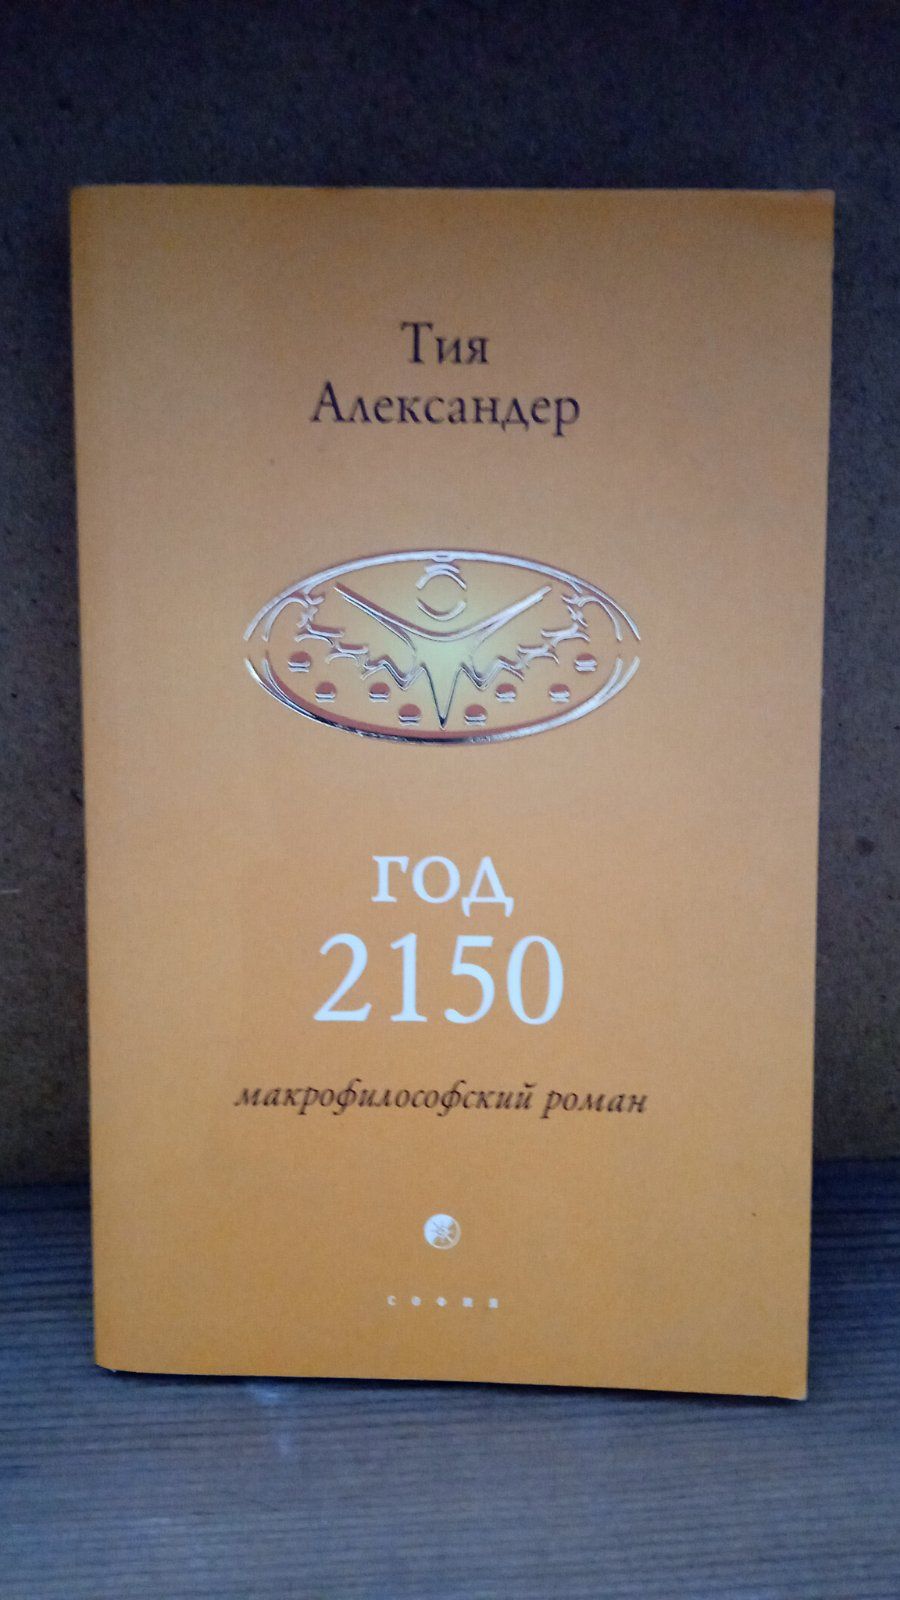 Тия
Александер
год
2150
макрофилософский роман
СОФИЯ